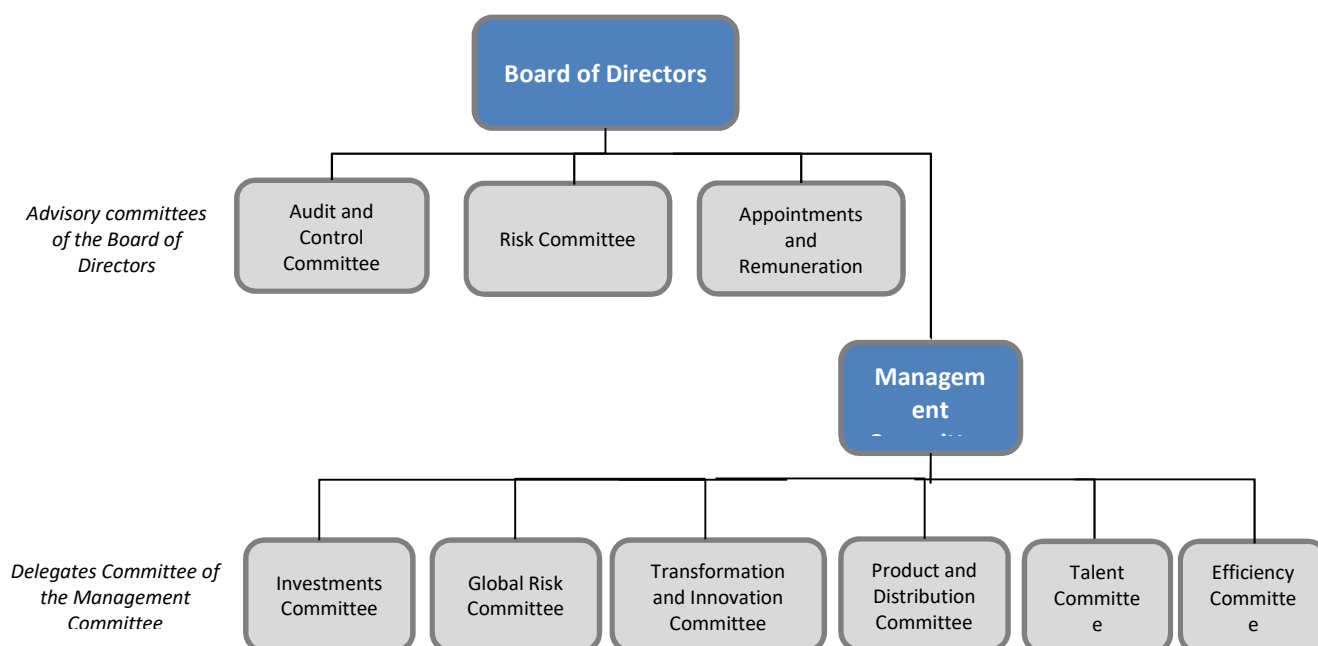 Board of Directors
Advisory committees
of the Board of
Directors
Audit and
Control
Committee
Risk Committee
Appointments
and
Remuneration
Managem
ent
Delegates Committee of
the Management
Committee
Investments
Committee
Global Risk
Committee
Transformation
and Innovation
Committee
Product and
Distribution
Committee
Talent
Committe
e
Efficiency
Committe
e